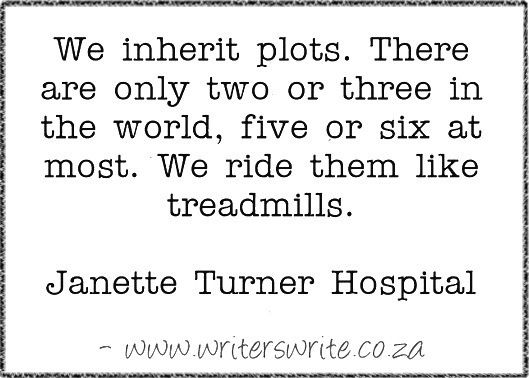 We inherit plots. There
are only two or three in
the world, five or six at
most. We ride them like
treadmills.
Janette Turner Hospital
- www.writerswrite.co.za